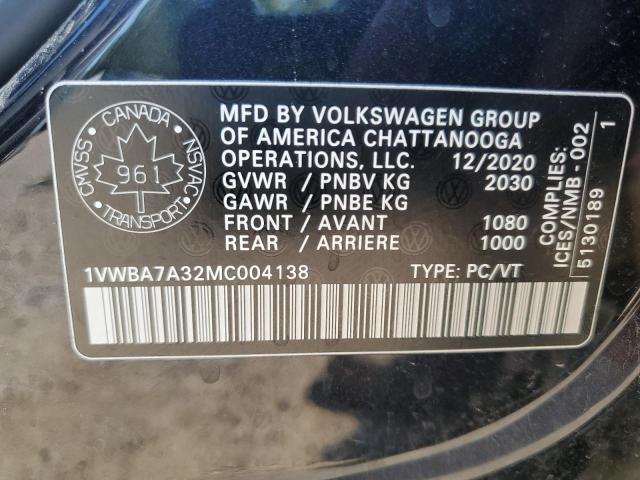 CANADA
CMVSS
NSVAC
961
TRANSPORT
MFD BY VOLKSWAGEN GROUP
OF AMERICA CHATTANOOGA
OPERATIONS, LLC. 12/2020
GVWR / PNBV KG 2030
GAWR / PNBE KG
FRONT / AVANT 1080
REAR / ARRIERE 1000
1VWBA7A32MC004138 TYPE: PC/VT
COMPLIES:
ICES/NMB-002
5130189 1